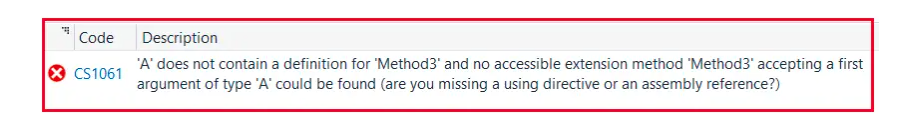 Code Description
CS1061 'A' does not contain a definition for 'Method3' and no accessible extension method 'Method3' accepting a first
argument of type 'A' could be found (are you missing a using directive or an assembly reference?)